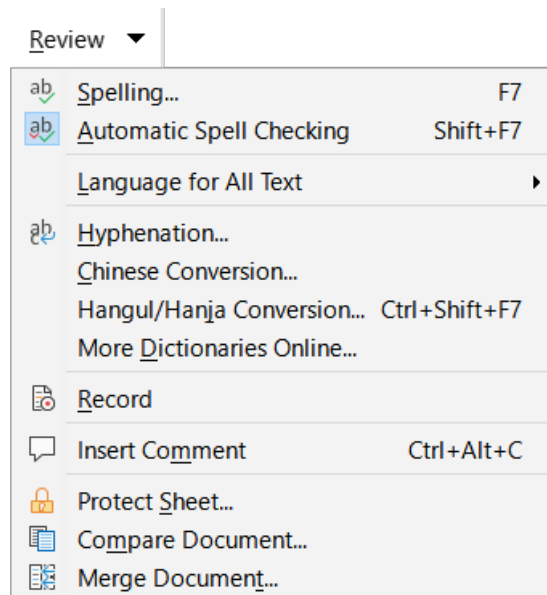 Review
Spelling... F7
Automatic Spell Checking Shift+F7
Language for All Text
Hyphenation...
Chinese Conversion...
Hangul/Hanja Conversion... Ctrl+Shift+F7
More Dictionaries Online...
Record
Insert Comment Ctrl+Alt+C
Protect Sheet...
Compare Document...
Merge Document...